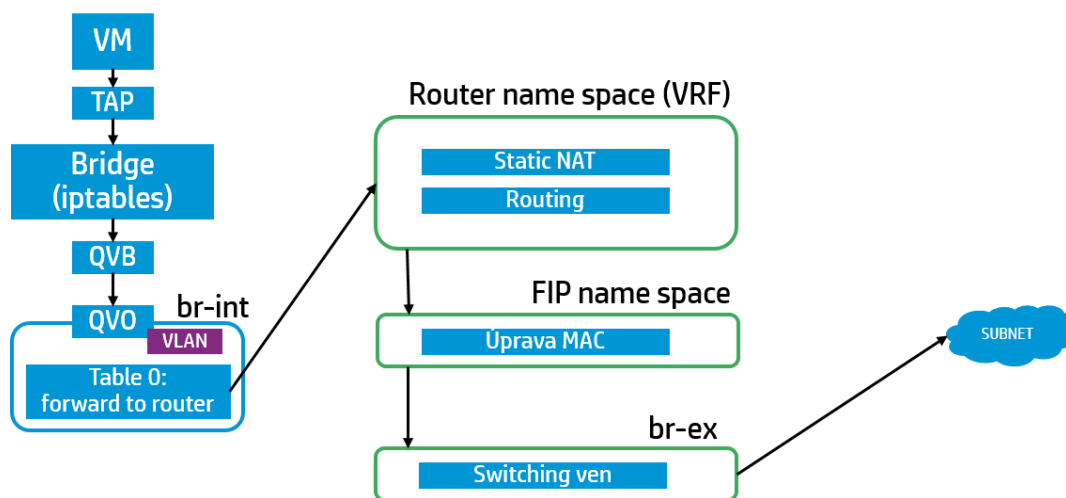 VM
TAP
Bridge
(iptables)
QVB
QVO
br-int
VLAN
Table 0:
forward to router
Router name space (VRF)
Static NAT
Routing
FIP name space
Úprava MAC
br-ex
Switching ven
SUBNET